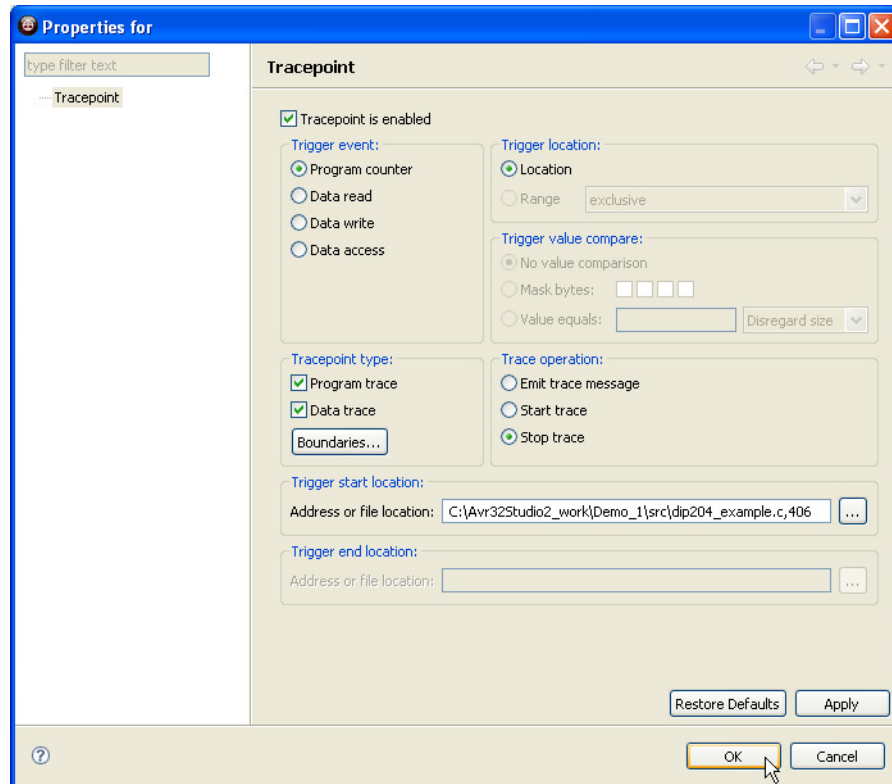 Properties for
type filter text
Tracepoint
Tracepoint
Tracepoint is enabled
Trigger event:
Program counter
Data read
Data write
Data access
Trigger location:
Location
Range exclusive
Trigger value compare:
No value comparison
Mask bytes:
Value equals: Disregard size
Tracepoint type:
Program trace
Data trace
Boundaries...
Trace operation:
Emit trace message
Start trace
Stop trace
Trigger start location:
Address or file location: C:\Avr32Studio2_work\Demo_1\src\dip204_example.c,406 ...
Trigger end location:
Address or file location: ...
Restore Defaults Apply
? OK Cancel